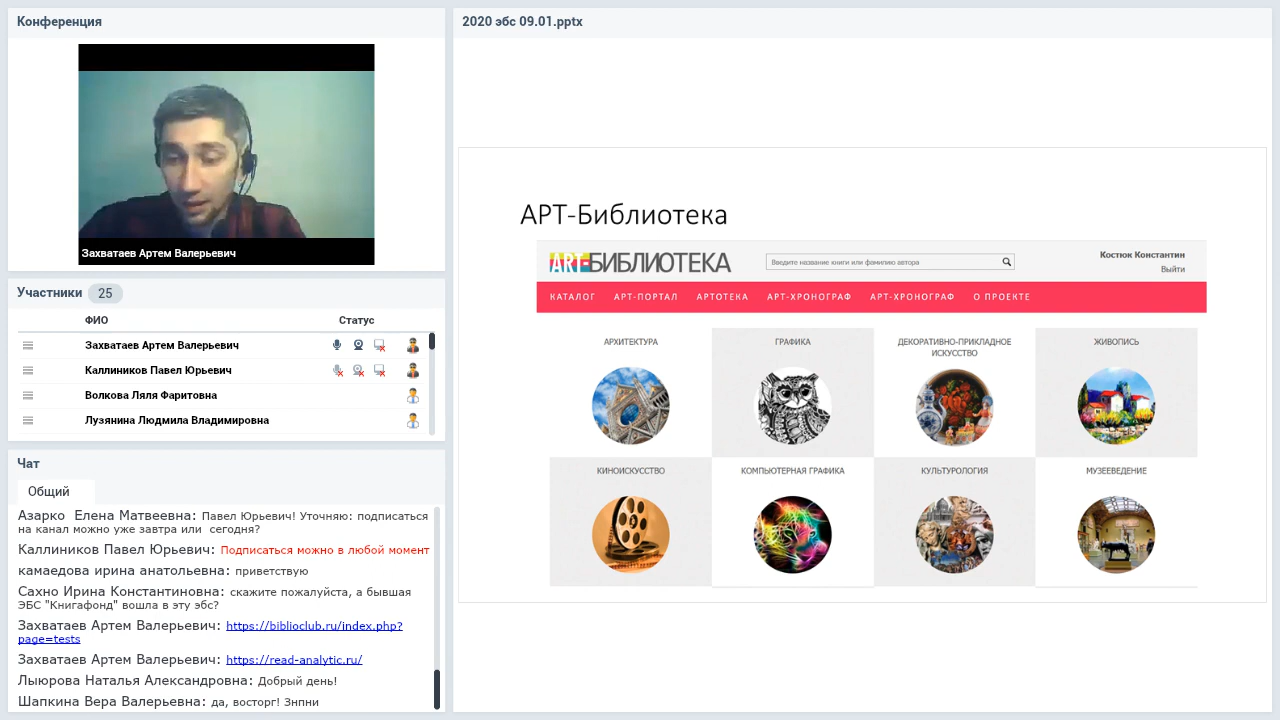 Конференция
Захватаев Артем Валерьевич
Участники 25
ФИО Статус
Захватаев Артем Валерьевич
Каллиников Павел Юрьевич
Волкова Ляля Фаритовна
Лузянина Людмила Владимировна
Чат
Общий
Азарко Елена Матвеевна: Павел Юрьевич! Уточняю: подписаться
на канал можно уже завтра или сегодня?
Каллиников Павел Юрьевич: Подписаться можно в любой момент
камаедова ирина анатольевна: приветствую
Сахно Ирина Константиновна: скажите пожалуйста, а бывшая
ЭБС "Книгафонд" вошла в эту эбс?
Захватаев Артем Валерьевич: https://biblioclub.ru/index.php?
page=tests
Захватаев Артем Валерьевич: https://read-analytic.ru/
Лыюрова Наталья Александровна: Добрый день!
Шапкина Вера Валерьевна: да, восторг! Знпни
2020 эбс 09.01.pptx
АРТ-Библиотека
ART-БИБЛИОТЕКА
Введите название книги или фамилию автора
Костюк Константин
Выйти
КАТАЛОГ АРТ-ПОРТАЛ АРТОТЕКА АРТ-ХРОНОГРАФ АРТ-ХРОНОГРАФ О ПРОЕКТЕ
АРХИТЕКТУРА ГРАФИКА ДЕКОРАТИВНО-ПРИКЛАДНОЕ
ИСКУССТВО ЖИВОПИСЬ
КИНОИСКУССТВО КОМПЬЮТЕРНАЯ ГРАФИКА КУЛЬТУРОЛОГИЯ МУЗЕЕВЕДЕНИЕ